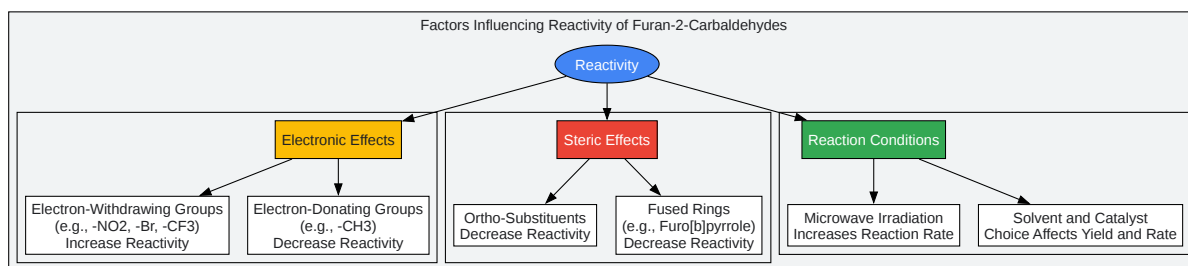 Factors Influencing Reactivity of Furan-2-Carbaldehydes
Reactivity
Electronic Effects
Steric Effects
Reaction Conditions
Electron-Withdrawing Groups
(e.g., -NO2, -Br, -CF3)
Increase Reactivity
Electron-Donating Groups
(e.g., -CH3)
Decrease Reactivity
Ortho-Substituents
Decrease Reactivity
Fused Rings
(e.g., Furo[b]pyrrole)
Decrease Reactivity
Microwave Irradiation
Increases Reaction Rate
Solvent and Catalyst
Choice Affects Yield and Rate